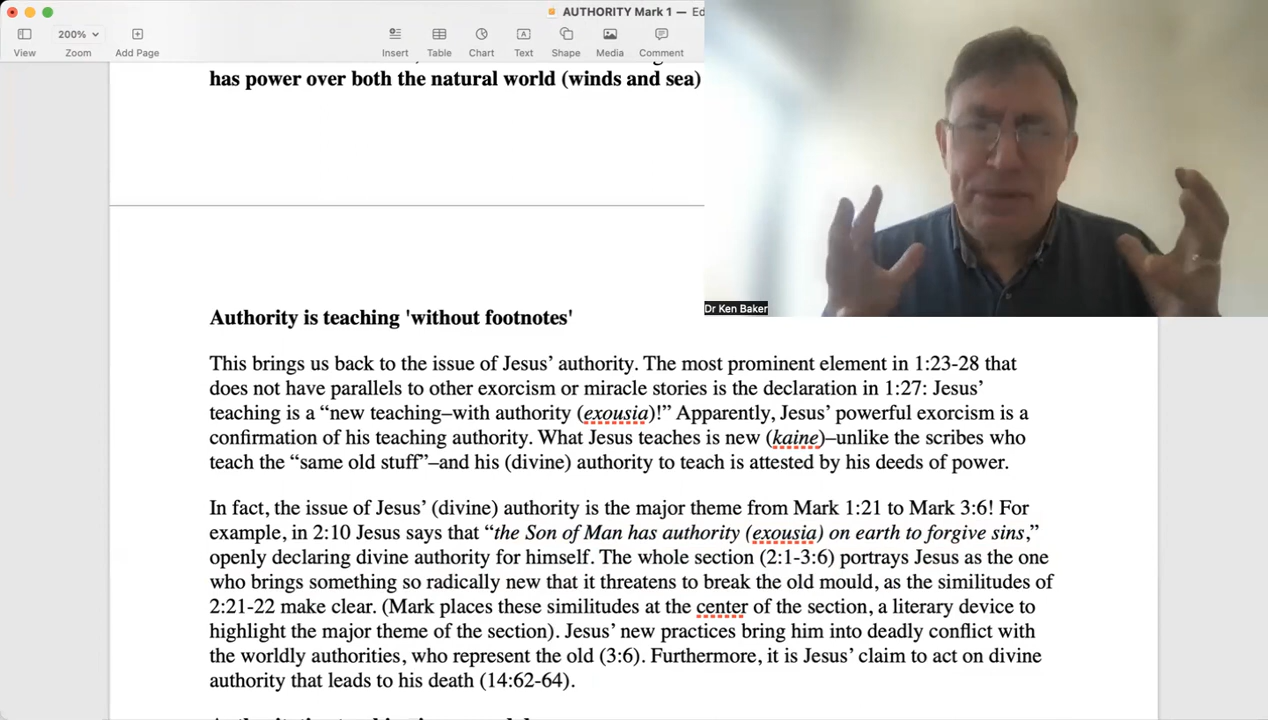 AUTHORITY Mark 1 — Ed
200%
View
Zoom
Add Page
Insert
Table
Chart
Text
Shape
Media
Comment
has power over both the natural world (winds and sea)
Dr Ken Baker
Authority is teaching 'without footnotes'
This brings us back to the issue of Jesus’ authority. The most prominent element in 1:23-28 that
does not have parallels to other exorcism or miracle stories is the declaration in 1:27: Jesus’
teaching is a “new teaching–with authority (exousia)!” Apparently, Jesus’ powerful exorcism is a
confirmation of his teaching authority. What Jesus teaches is new (kaine)–unlike the scribes who
teach the “same old stuff”–and his (divine) authority to teach is attested by his deeds of power.
In fact, the issue of Jesus’ (divine) authority is the major theme from Mark 1:21 to Mark 3:6! For
example, in 2:10 Jesus says that “the Son of Man has authority (exousia) on earth to forgive sins,”
openly declaring divine authority for himself. The whole section (2:1-3:6) portrays Jesus as the one
who brings something so radically new that it threatens to break the old mould, as the similitudes of
2:21-22 make clear. (Mark places these similitudes at the center of the section, a literary device to
highlight the major theme of the section). Jesus’ new practices bring him into deadly conflict with
the worldly authorities, who represent the old (3:6). Furthermore, it is Jesus’ claim to act on divine
authority that leads to his death (14:62-64).